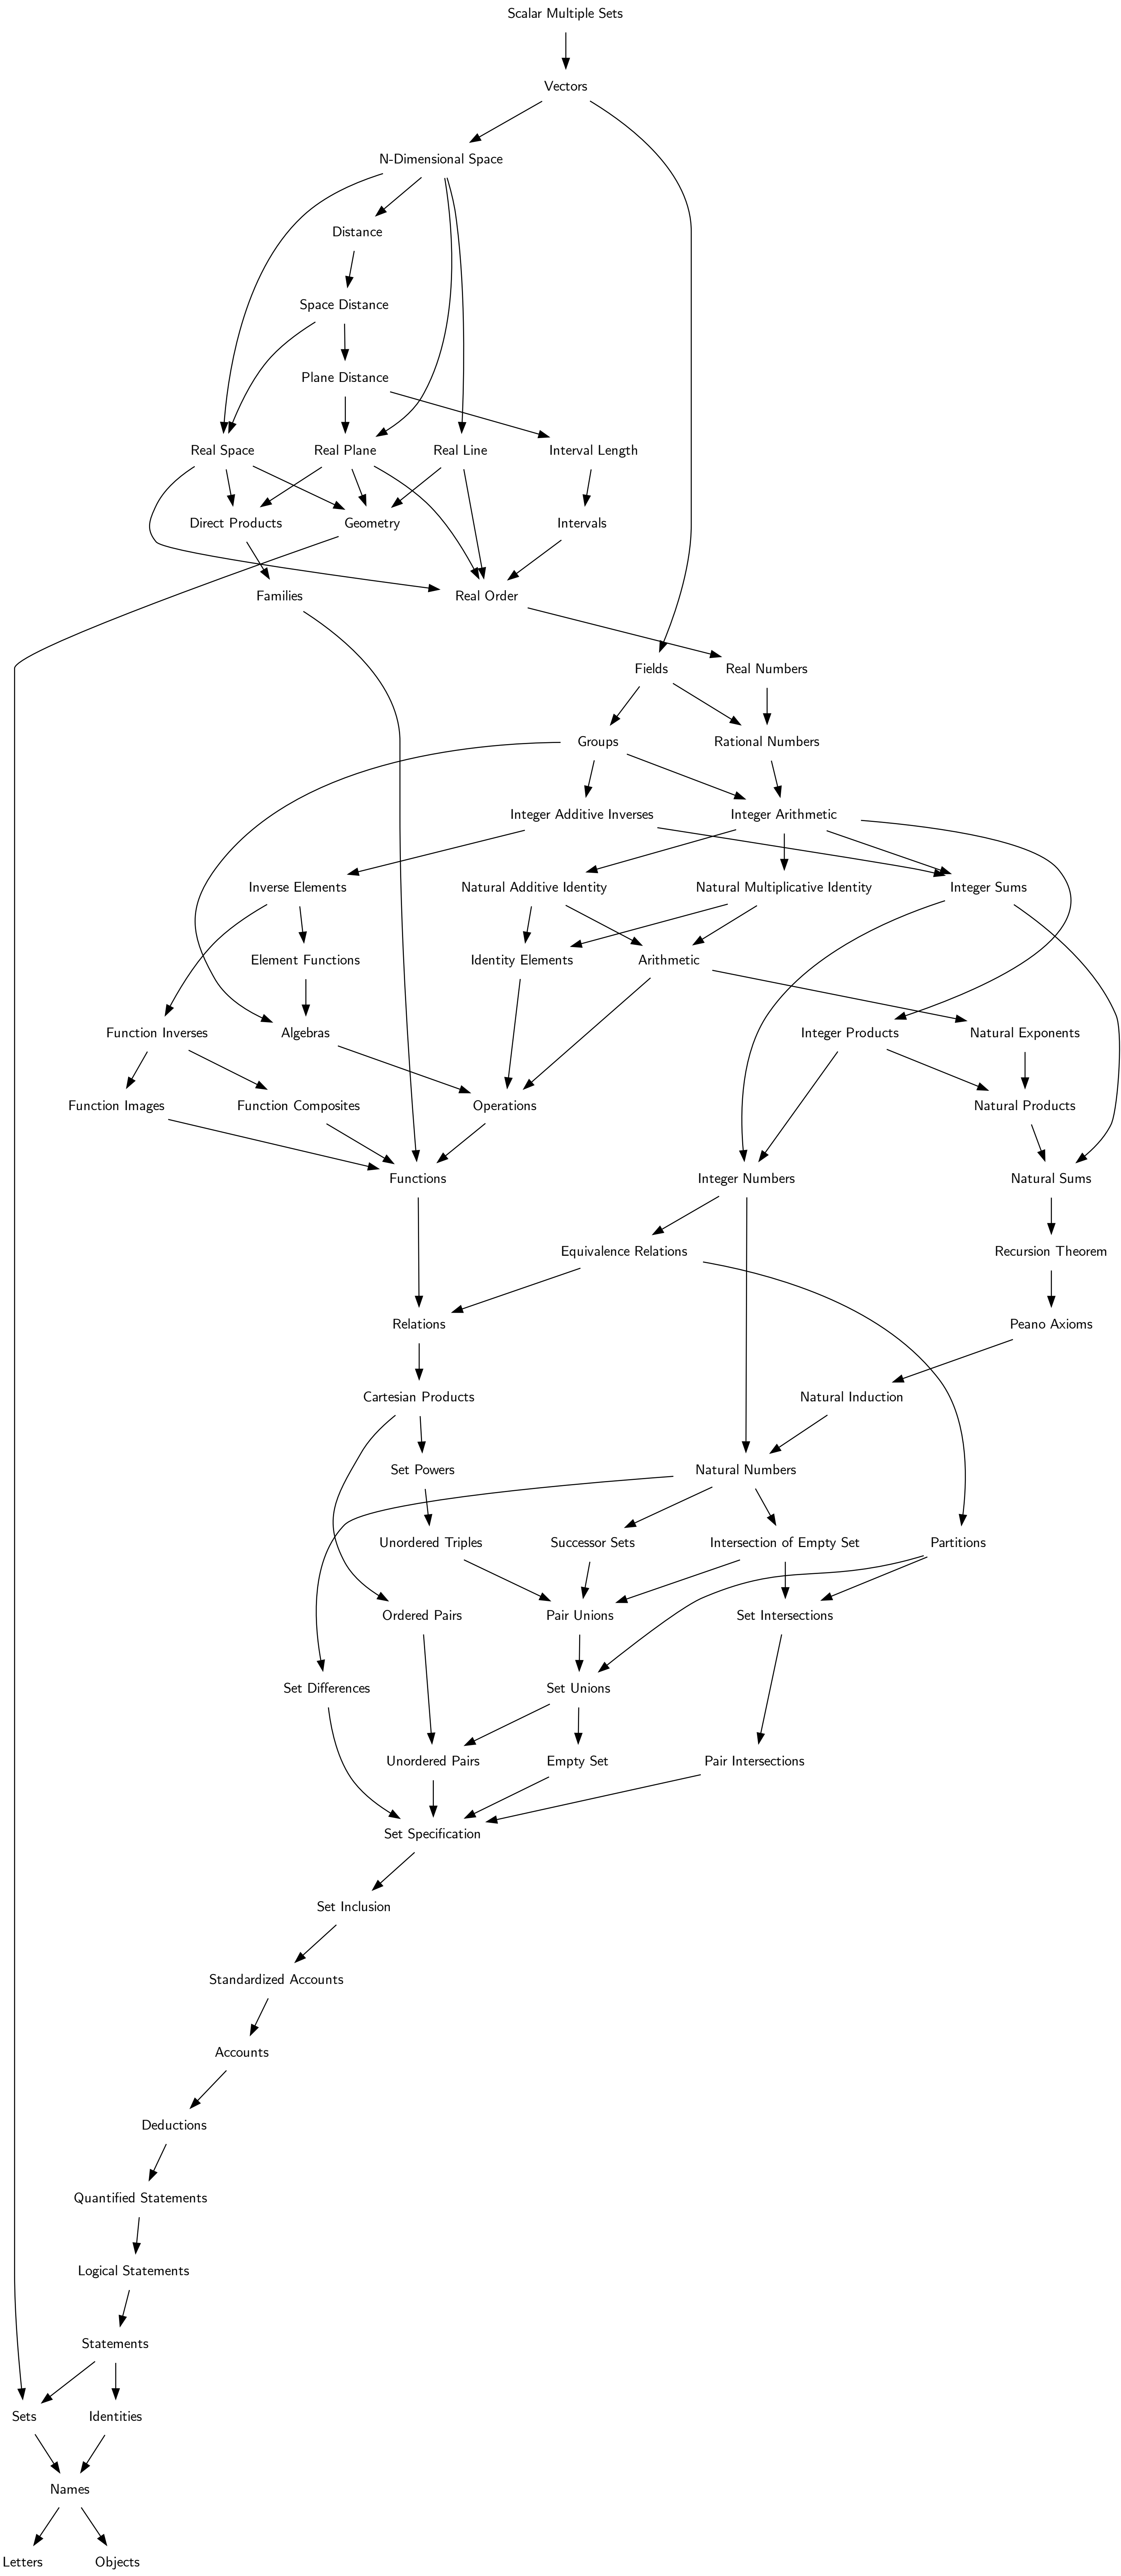 Scalar Multiple Sets
Vectors
N-Dimensional Space
Distance
Space Distance
Plane Distance
Real Space
Real Plane
Real Line
Interval Length
Direct Products
Geometry
Intervals
Families
Real Order
Fields
Real Numbers
Groups
Rational Numbers
Integer Additive Inverses
Integer Arithmetic
Inverse Elements
Natural Additive Identity
Natural Multiplicative Identity
Integer Sums
Element Functions
Identity Elements
Arithmetic
Function Inverses
Algebras
Integer Products
Natural Exponents
Function Images
Function Composites
Operations
Natural Products
Functions
Integer Numbers
Natural Sums
Equivalence Relations
Recursion Theorem
Relations
Peano Axioms
Cartesian Products
Natural Induction
Set Powers
Natural Numbers
Unordered Triples
Successor Sets
Intersection of Empty Set
Partitions
Ordered Pairs
Pair Unions
Set Intersections
Set Differences
Set Unions
Unordered Pairs
Empty Set
Pair Intersections
Set Specification
Set Inclusion
Standardized Accounts
Accounts
Deductions
Quantified Statements
Logical Statements
Statements
Sets
Identities
Names
Letters
Objects